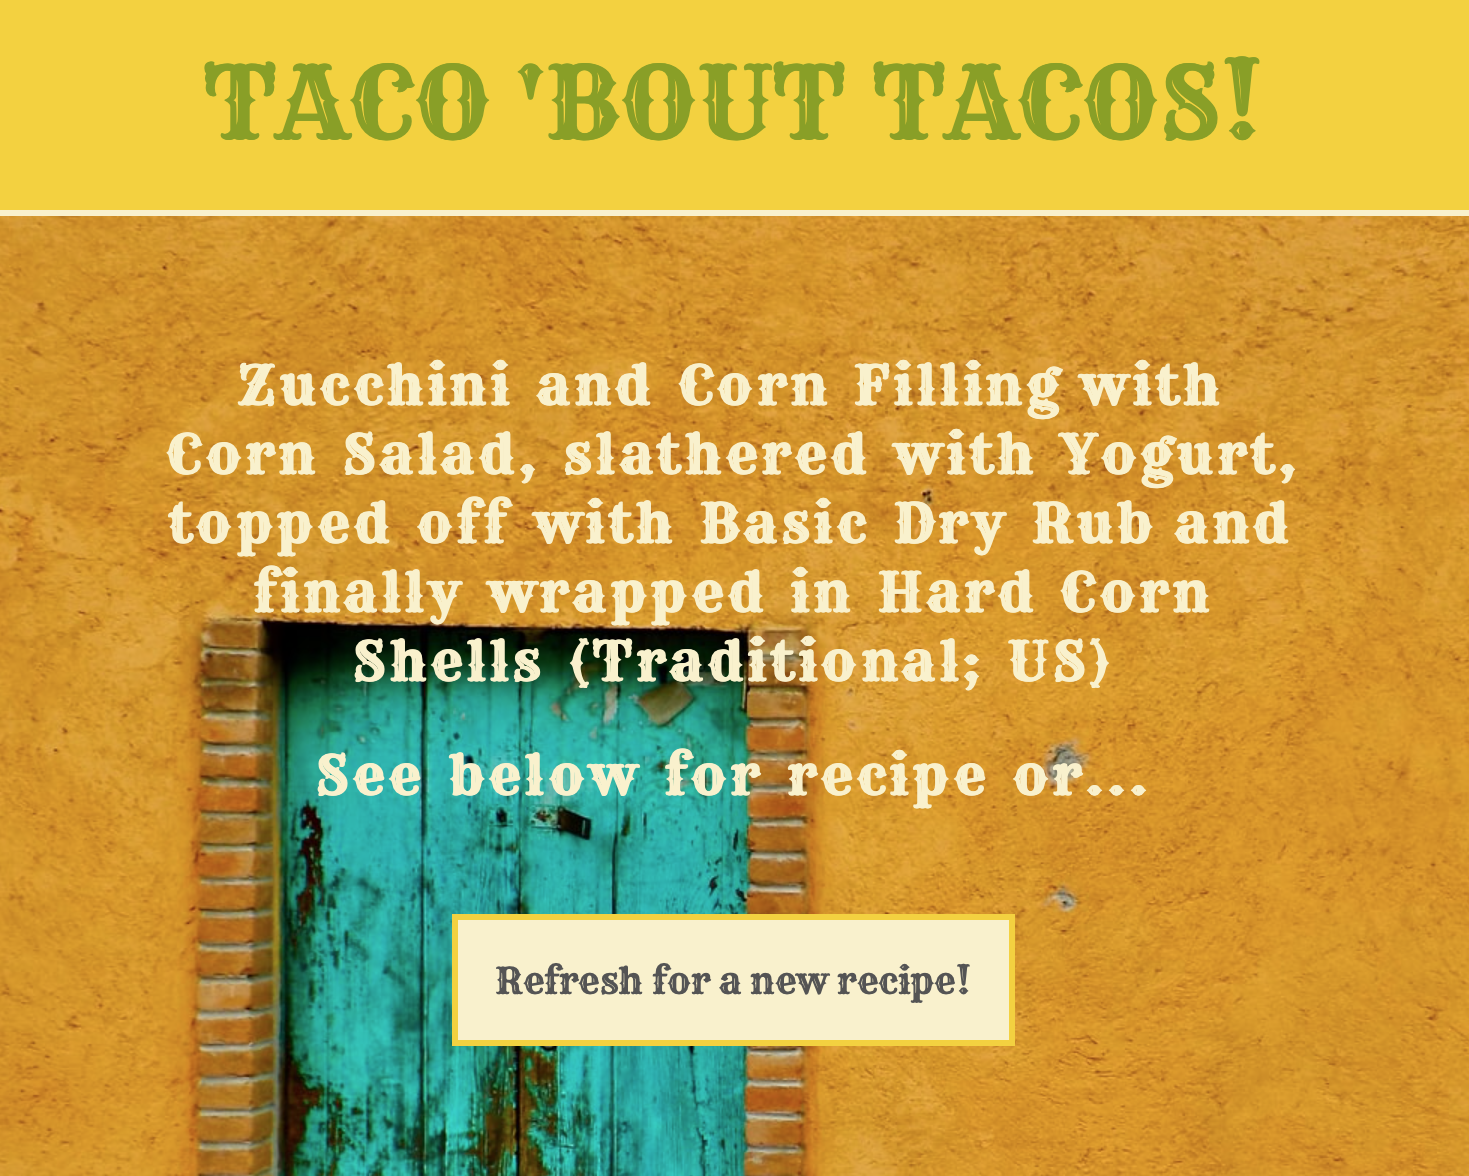 TACO 'BOUT TACOS!
Zucchini and Corn Filling with
Corn Salad, slathered with Yogurt,
topped off with Basic Dry Rub and
finally wrapped in Hard Corn
Shells (Traditional; US)
See below for recipe or...
Refresh for a new recipe!